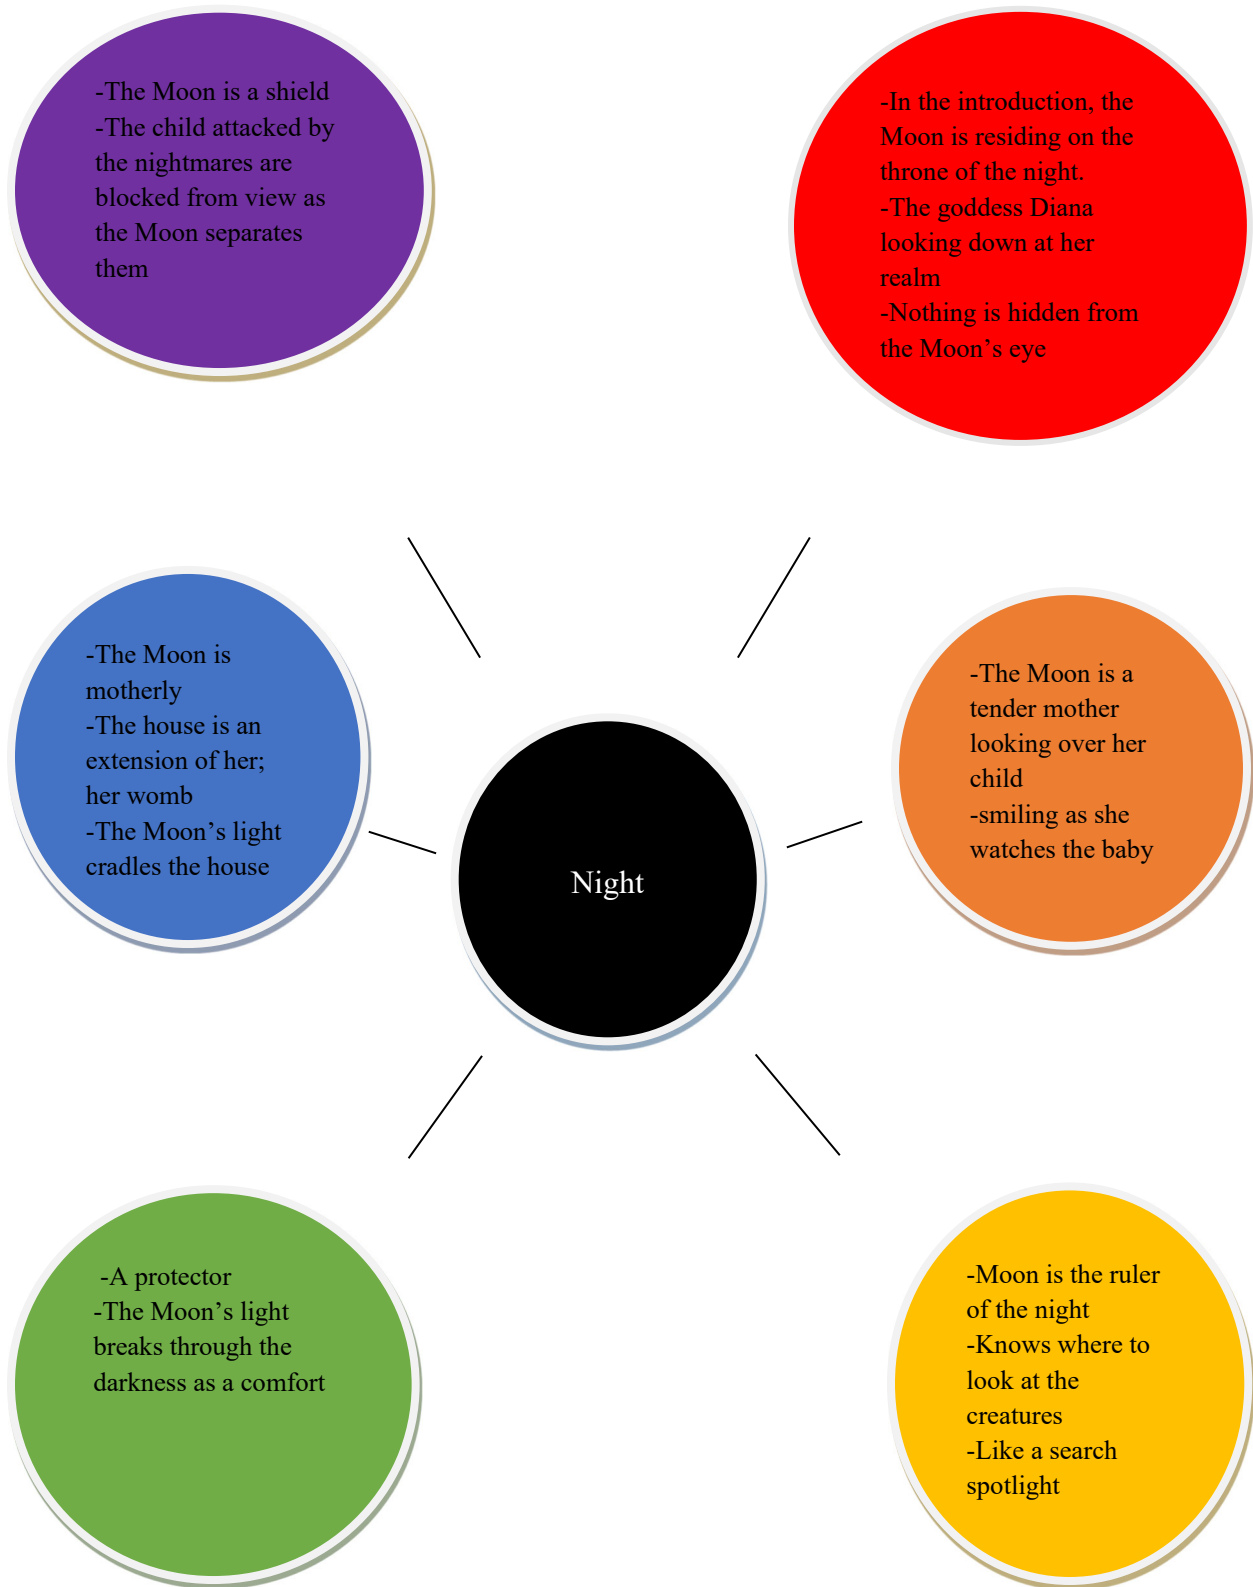 -The Moon is a shield
-The child attacked by
the nightmares are
blocked from view as
the Moon separates
them
-In the introduction, the
Moon is residing on the
throne of the night.
-The goddess Diana
looking down at her
realm
-Nothing is hidden from
the Moon’s eye
-The Moon is
motherly
-The house is an
extension of her;
her womb
-The Moon’s light
cradles the house
-The Moon is a
tender mother
looking over her
child
-smiling as she
watches the baby
Night
-A protector
-The Moon’s light
breaks through the
darkness as a comfort
-Moon is the ruler
of the night
-Knows where to
look at the
creatures
-Like a search
spotlight